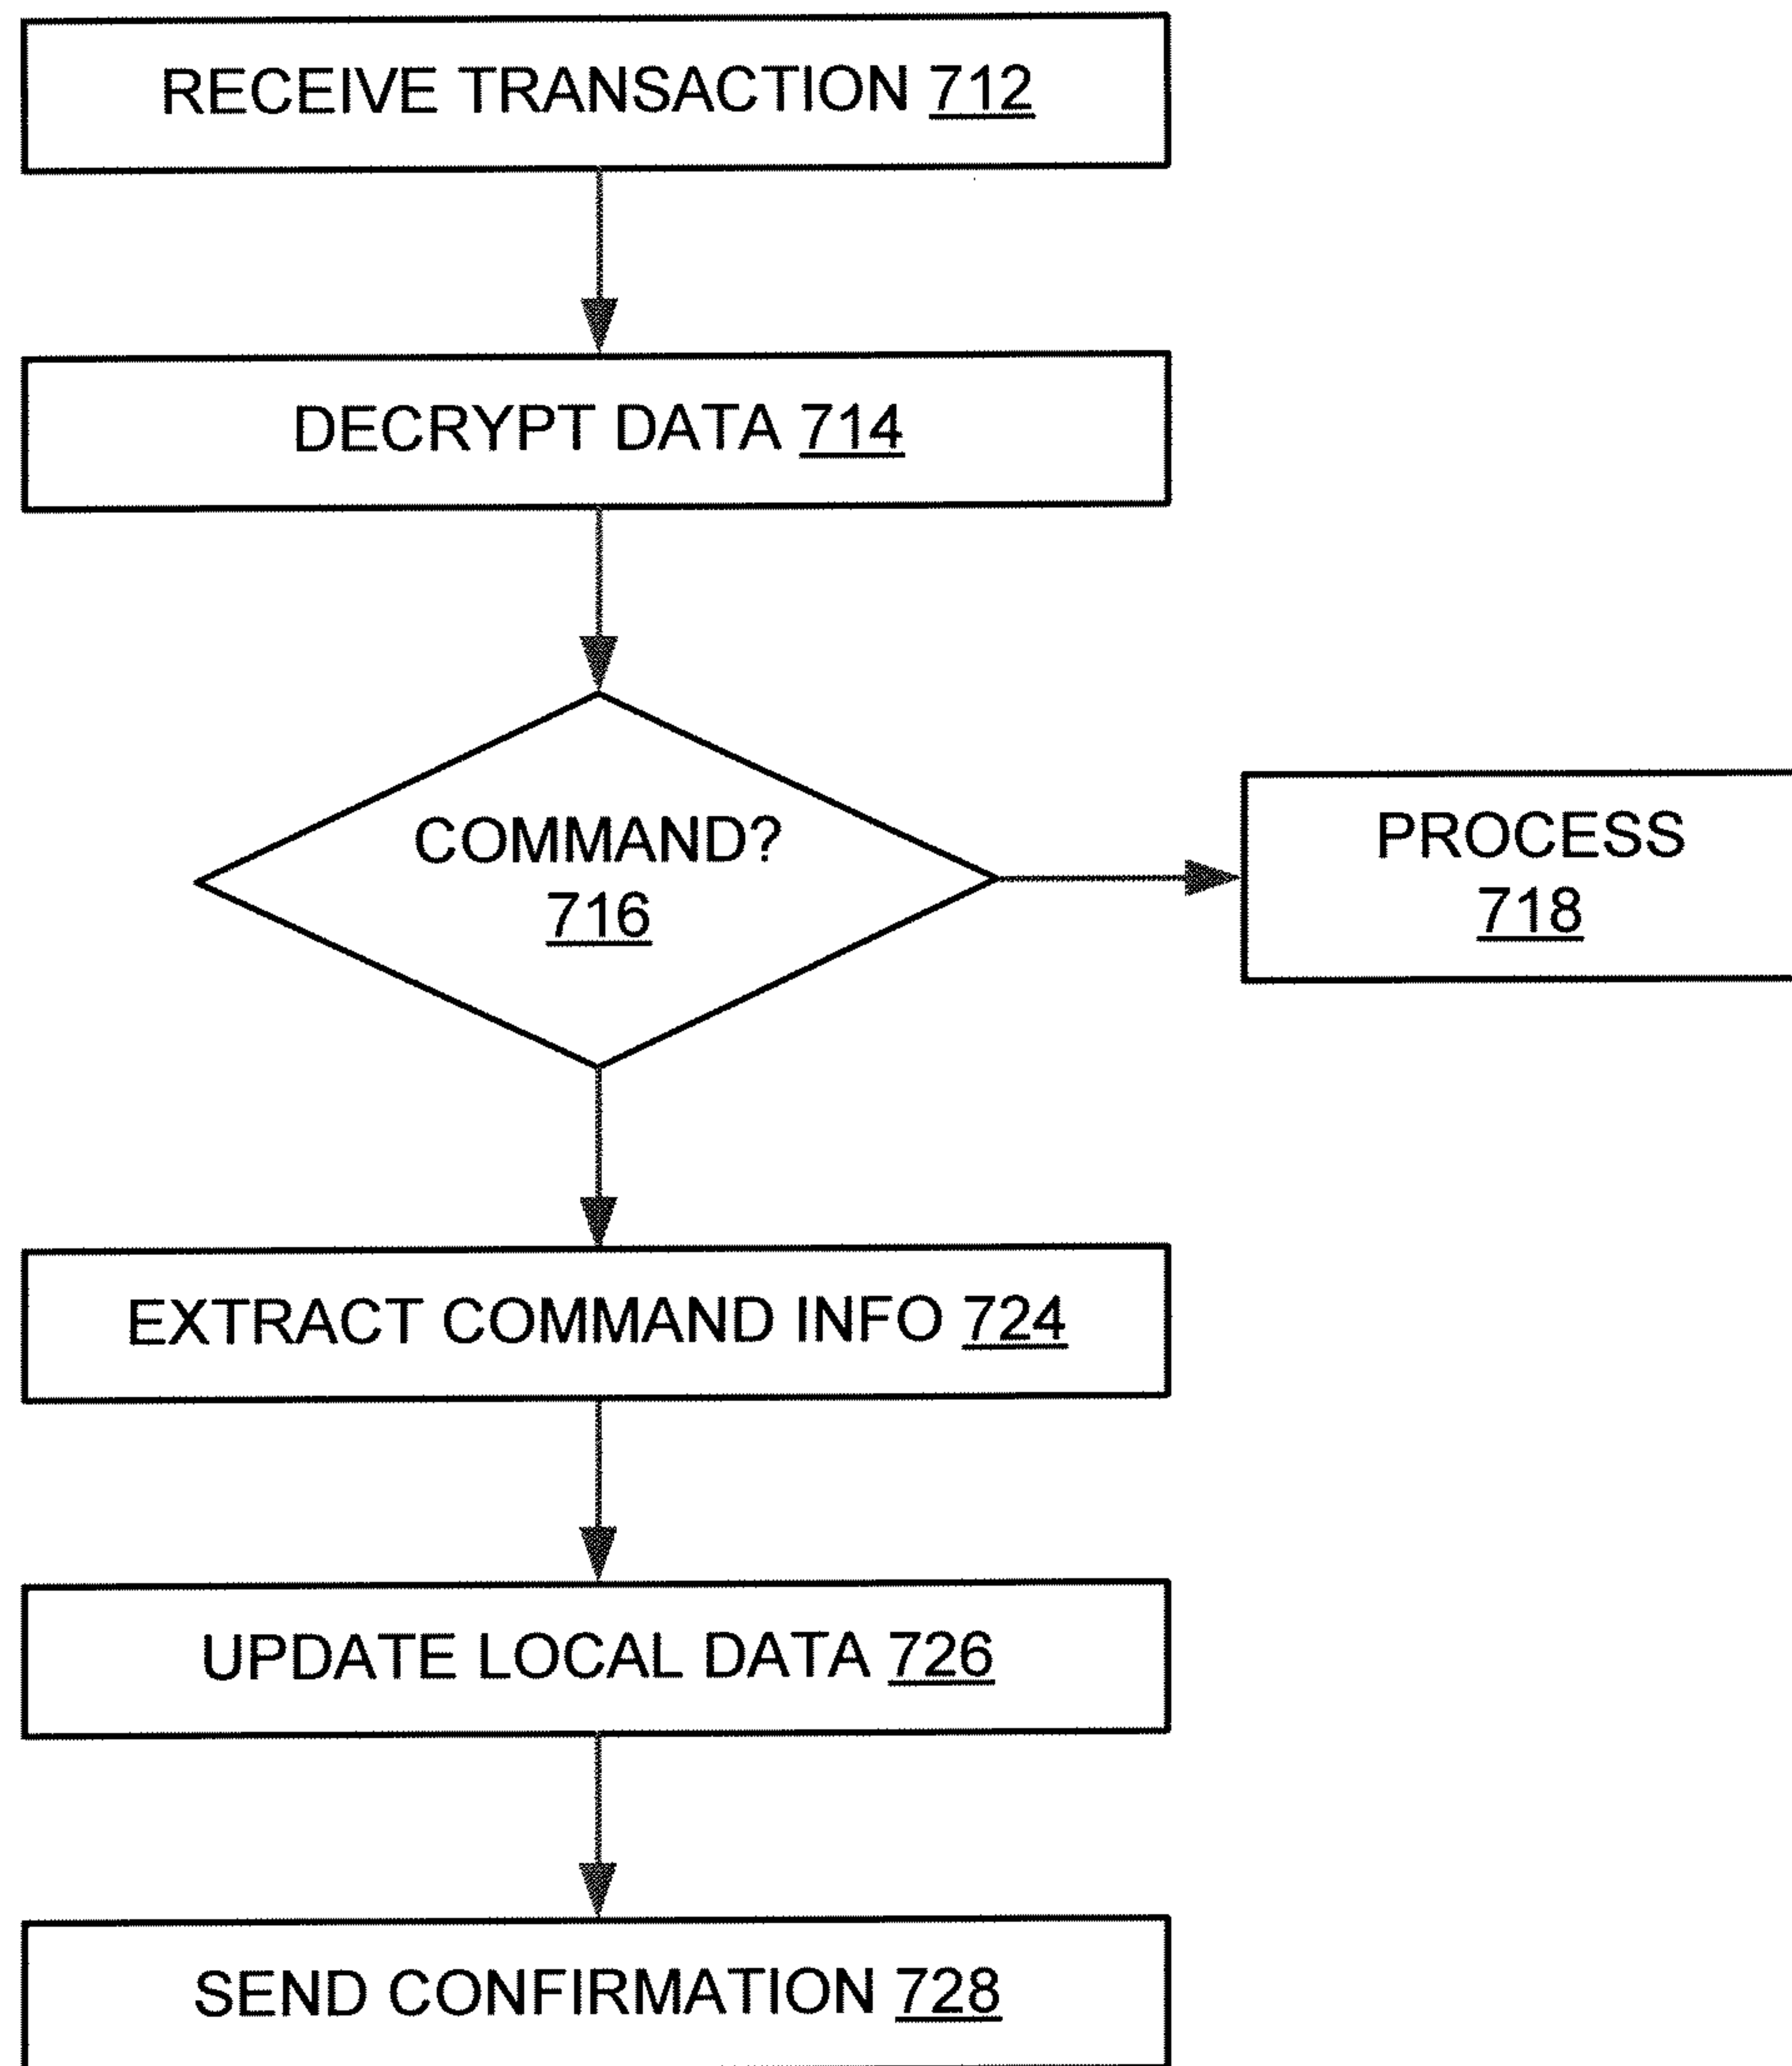 RECEIVE TRANSACTION 712
DECRYPT DATA 714
COMMAND?
716
PROCESS
718
EXTRACT COMMAND INFO 724
UPDATE LOCAL DATA 726
SEND CONFIRMATION 728